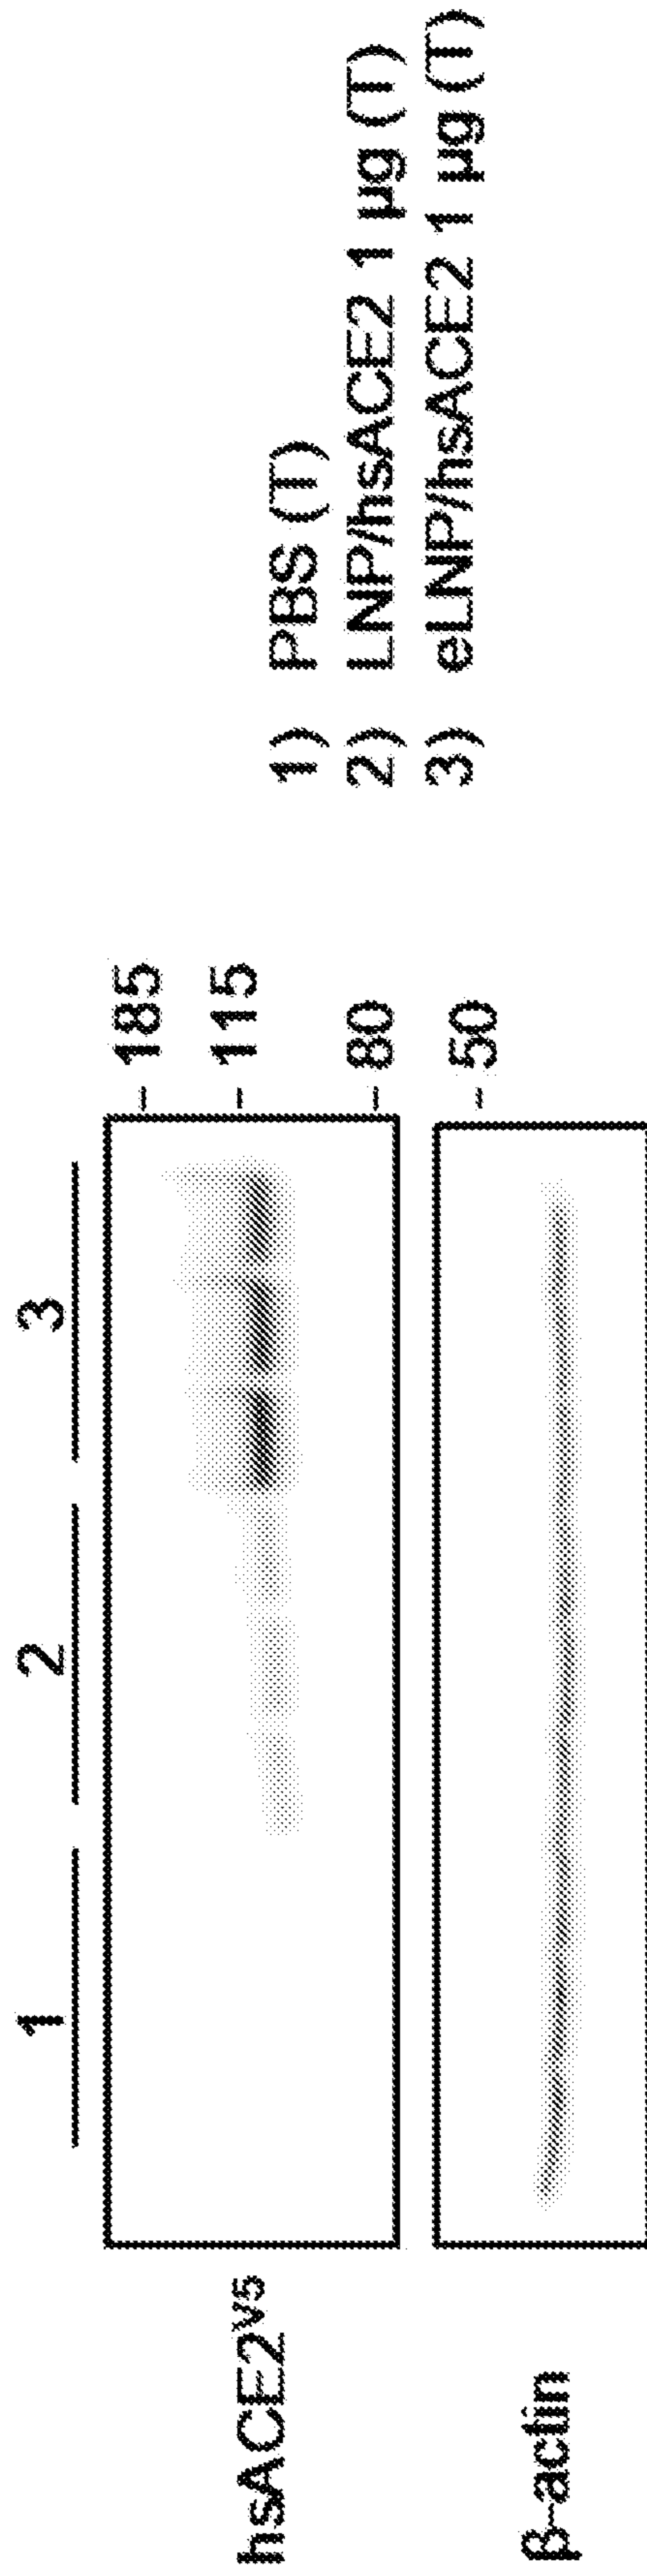 1 2 3
hsACE2V5
- 185
- 115
- 80
β-actin
- 50
1) PBS (T)
2) LNP/hsACE2 1 µg (T)
3) eLNP/hsACE2 1 µg (T)